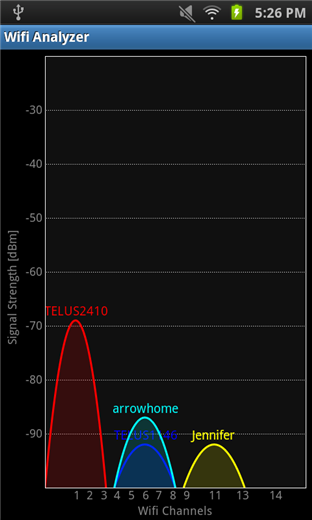 5:26 PM
Wifi Analyzer
-30
-40
-50
-60
-70
-80
-90
Signal Strength [dBm]
TELUS2410
arrowhome
Jennifer
1 2 3 4 5 6 7 8 9 11 13 14
Wifi Channels